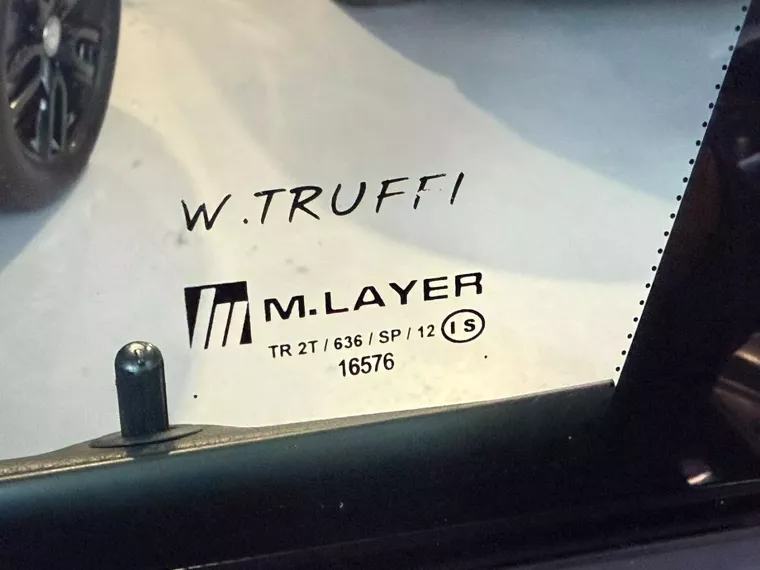 W.TRUFFI
M.LAYER
TR 2T / 636 / SP / 12 IS
16576